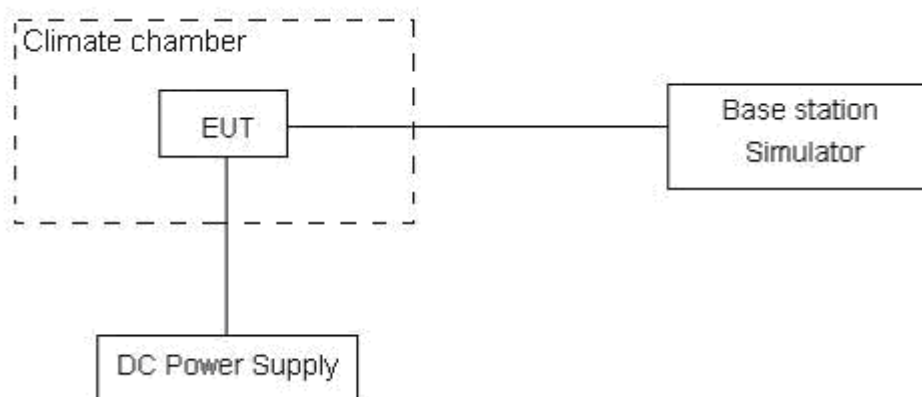 Climate chamber
EUT
Base station
Simulator
DC Power Supply